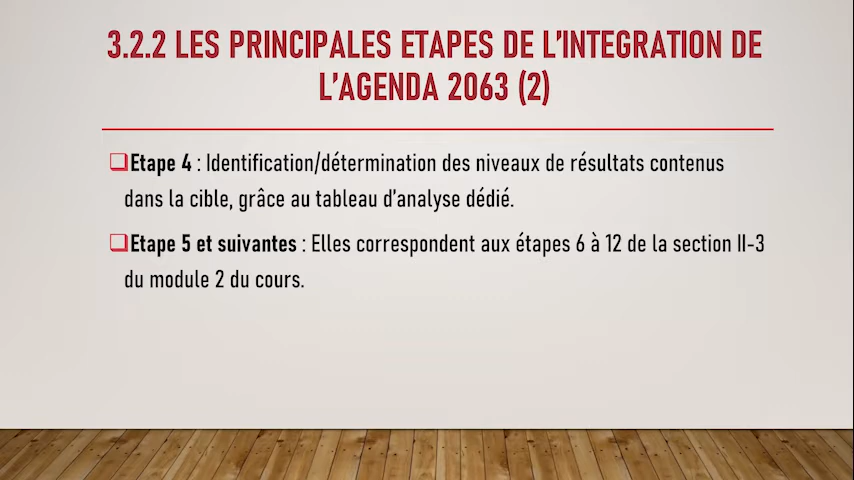 3.2.2 LES PRINCIPALES ETAPES DE L’INTEGRATION DE
L’AGENDA 2063 (2)
Etape 4 : Identification/détermination des niveaux de résultats contenus
dans la cible, grâce au tableau d’analyse dédié.
Etape 5 et suivantes : Elles correspondent aux étapes 6 à 12 de la section II-3
du module 2 du cours.